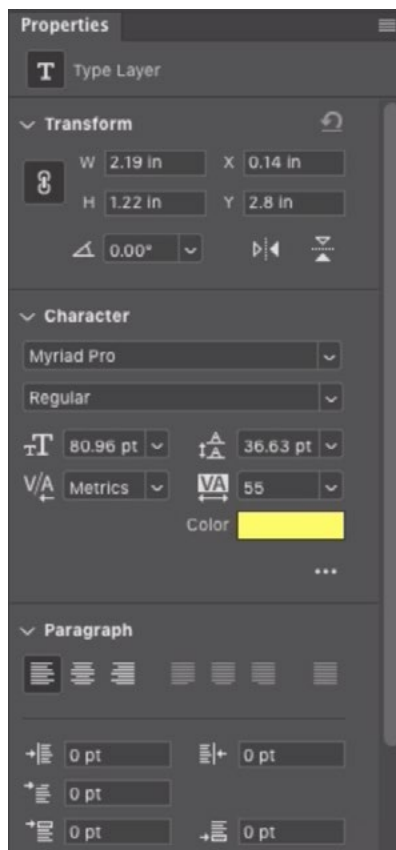 Properties
T Type Layer
Transform
W 2.19 in X 0.14 in
H 1.22 in Y 2.8 in
0.00°
Character
Myriad Pro
Regular
80.96 pt 36.63 pt
Metrics 55
Color
...
Paragraph
0 pt 0 pt
0 pt
0 pt 0 pt